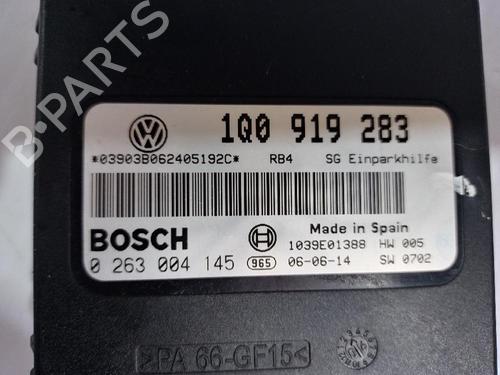 B-PARTS
1Q0 919 283
*03903B062405192C* RB4 SG Einparkhilfe
Made in Spain
BOSCH 1039E01388 HW 005
0 263 004 145 965 06-06-14 SW 0702
>PA 66-GF15<